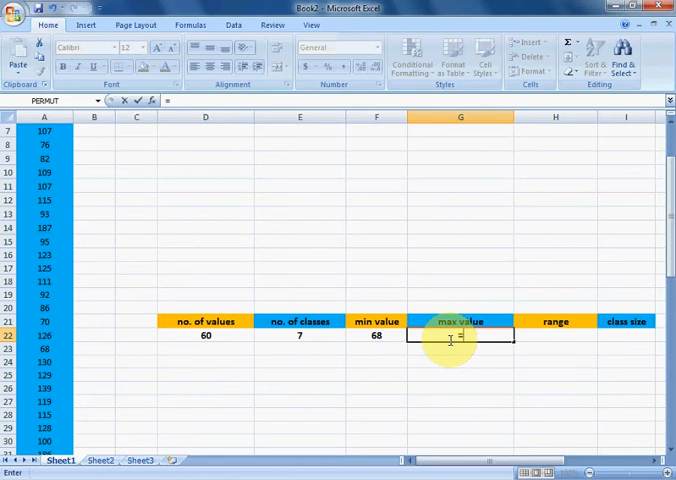 Book2 - Microsoft Excel
Home Insert Page Layout Formulas Data Review View
Paste
Calibri 12 A A
B I U A
General
$ % ,
Conditional Formatting
Format as Table
Cell Styles
Insert
Delete
Format
Σ
Sort & Filter
Find & Select
Clipboard Font Alignment Number Styles Cells Editing
PERMUT fx =
A B C D E F G H I
7 107
8 76
9 82
10 109
11 107
12 115
13 93
14 187
15 95
16 123
17 125
18 111
19 92
20 86
21 70 no. of values no. of classes min value max value range class size
22 126 60 7 68 =
23 68
24 130
25 129
26 139
27 119
28 115
29 128
30 100
31 186
Sheet1 Sheet2 Sheet3
Enter 100%